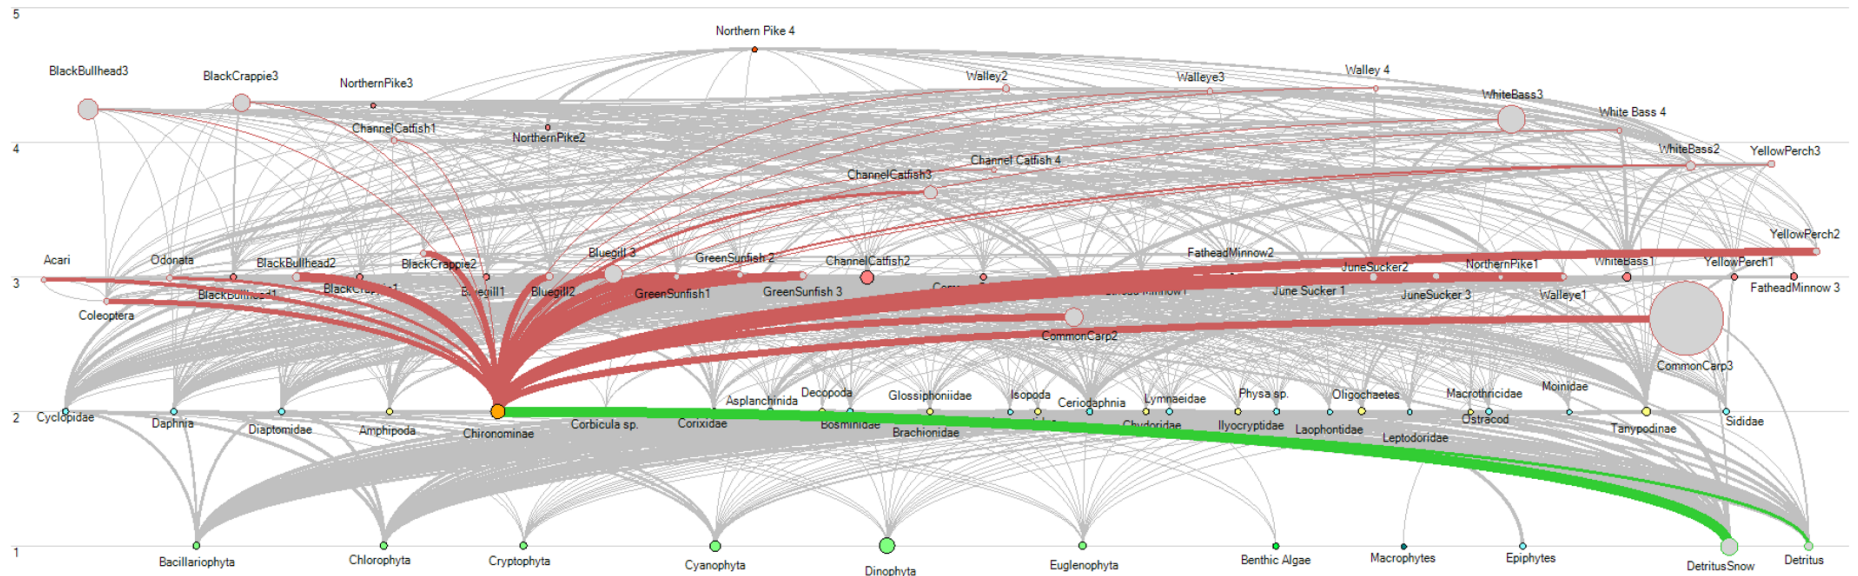 5
Northern Pike 4
BlackBullhead3
BlackCrappie3
NorthernPike3
Walley2
Walleye3
Walley 4
WhiteBass3
White Bass 4
ChannelCatfish1
NorthernPike2
4
Channel Catfish 4
WhiteBass2
YellowPerch3
ChannelCatfish3
YellowPerch2
Acari
Odonata
BlackBullhead2
BlackCrappie2
Bluegill 3
GreenSunfish 2
ChannelCatfish2
FatheadMinnow2
JuneSucker2
NorthernPike1
WhiteBass1
YellowPerch1
3
BlackBullhead1
BlackCrappie1
Bluegill1
Bluegill2
GreenSunfish1
GreenSunfish 3
June Sucker 1
JuneSucker 3
Walleye1
FatheadMinnow 3
Coleoptera
CommonCarp2
CommonCarp3
Decopoda
Asplanchinida
Glossiphoniidae
Isopoda
Ceriodaphnia
Lymnaeidae
Physa sp.
Oligochaetes
Macrothricidae
Moinidae
2
Cyclopidae
Daphnia
Diaptomidae
Amphipoda
Chironominae
Corbicula sp.
Corixidae
Bosminidae
Brachionidae
Chydoridae
Ilyocryptidae
Laophontidae
Leptodoridae
Ostracod
Tanypodinae
Sididae
1
Bacillariophyta
Chlorophyta
Cryptophyta
Cyanophyta
Dinophyta
Euglenophyta
Benthic Algae
Macrophytes
Epiphytes
DetritusSnow
Detritus